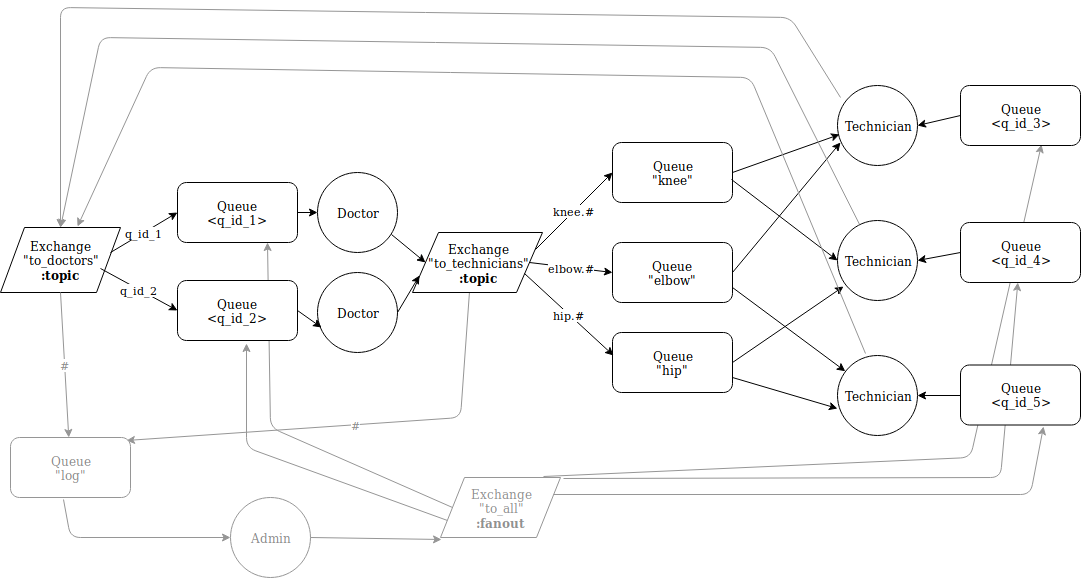 Technician
Queue
<q_id_3>
Queue
"knee"
Queue
<q_id_1>
Doctor
knee.#
q_id_1
Exchange
"to_doctors"
:topic
Exchange
"to_technicians"
:topic
elbow.#
Queue
"elbow"
Technician
Queue
<q_id_4>
q_id_2
Queue
<q_id_2>
Doctor
hip.#
Queue
"hip"
#
Technician
Queue
<q_id_5>
#
Queue
"log"
Exchange
"to_all"
:fanout
Admin